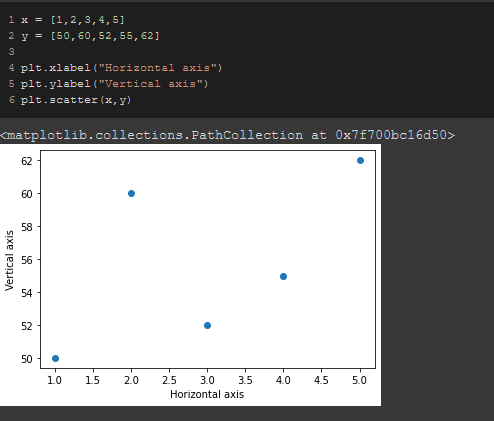 1 x = [1,2,3,4,5]
2 y = [50,60,52,55,62]
3
4 plt.xlabel("Horizontal axis")
5 plt.ylabel("Vertical axis")
6 plt.scatter(x,y)
<matplotlib.collections.PathCollection at 0x7f700bc16d50>
62
60
58
56
54
52
50
Vertical axis
1.0 1.5 2.0 2.5 3.0 3.5 4.0 4.5 5.0
Horizontal axis